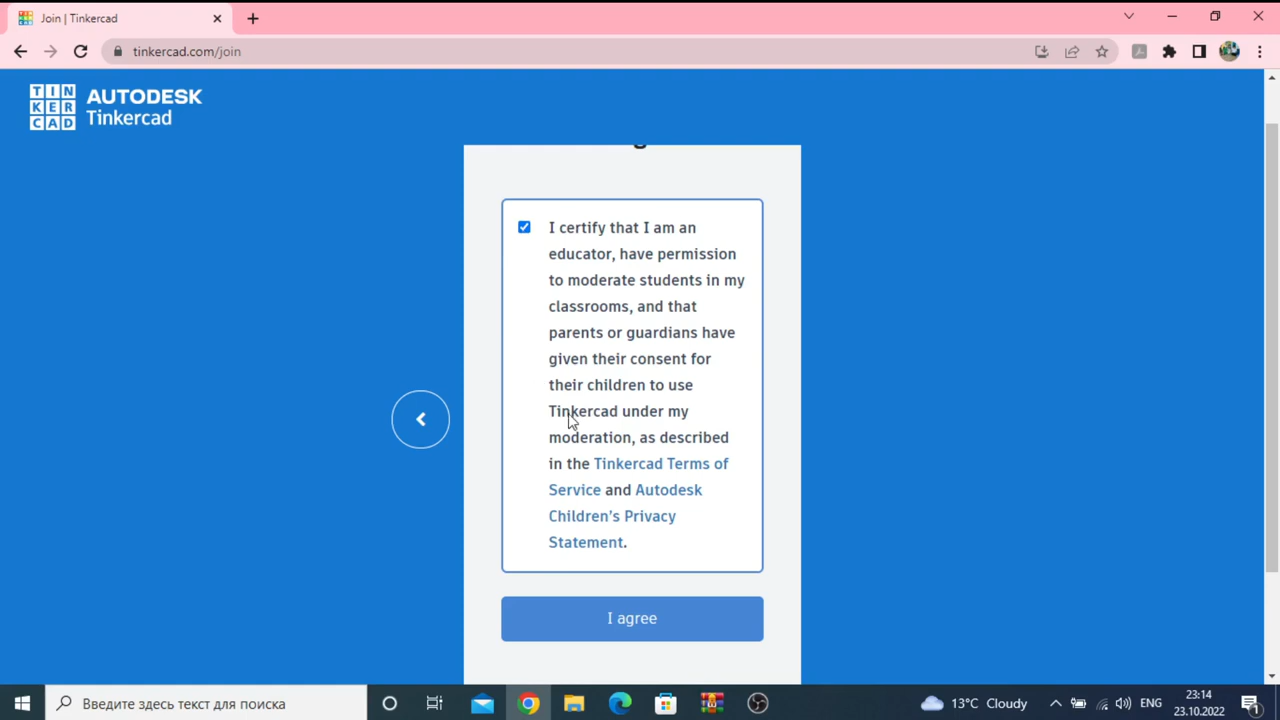 Join | Tinkercad
tinkercad.com/join
TIN
KER
CAD
AUTODESK
Tinkercad
I certify that I am an
educator, have permission
to moderate students in my
classrooms, and that
parents or guardians have
given their consent for
their children to use
Tinkercad under my
moderation, as described
in the Tinkercad Terms of
Service and Autodesk
Children's Privacy
Statement.
I agree
Введите здесь текст для поиска
13°C Cloudy
ENG
23:14
23.10.2022
1